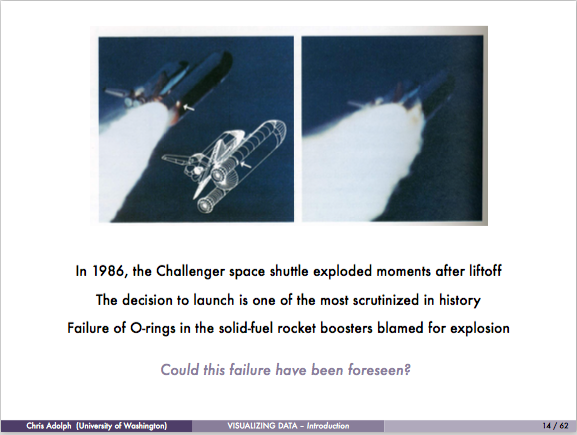 In 1986, the Challenger space shuttle exploded moments after liftoff
The decision to launch is one of the most scrutinized in history
Failure of O-rings in the solid-fuel rocket boosters blamed for explosion
Could this failure have been foreseen?
Chris Adolph (University of Washington) VISUALIZING DATA – Introduction 14 / 62